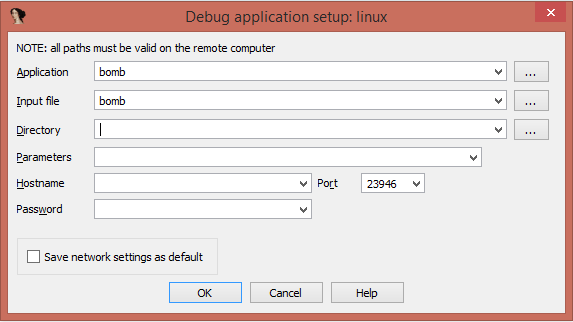 Debug application setup: linux
NOTE: all paths must be valid on the remote computer
Application bomb ...
Input file bomb ...
Directory ...
Parameters
Hostname Port 23946
Password
Save network settings as default
OK Cancel Help